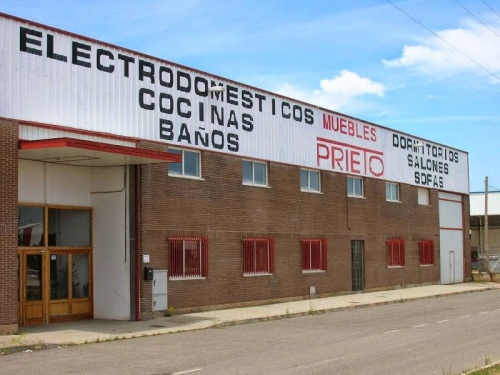 ELECTRODOMESTICOS
COCINAS
BAÑOS
MUEBLES
PRIETO
DORMITORIOS
SALONES
SOFAS